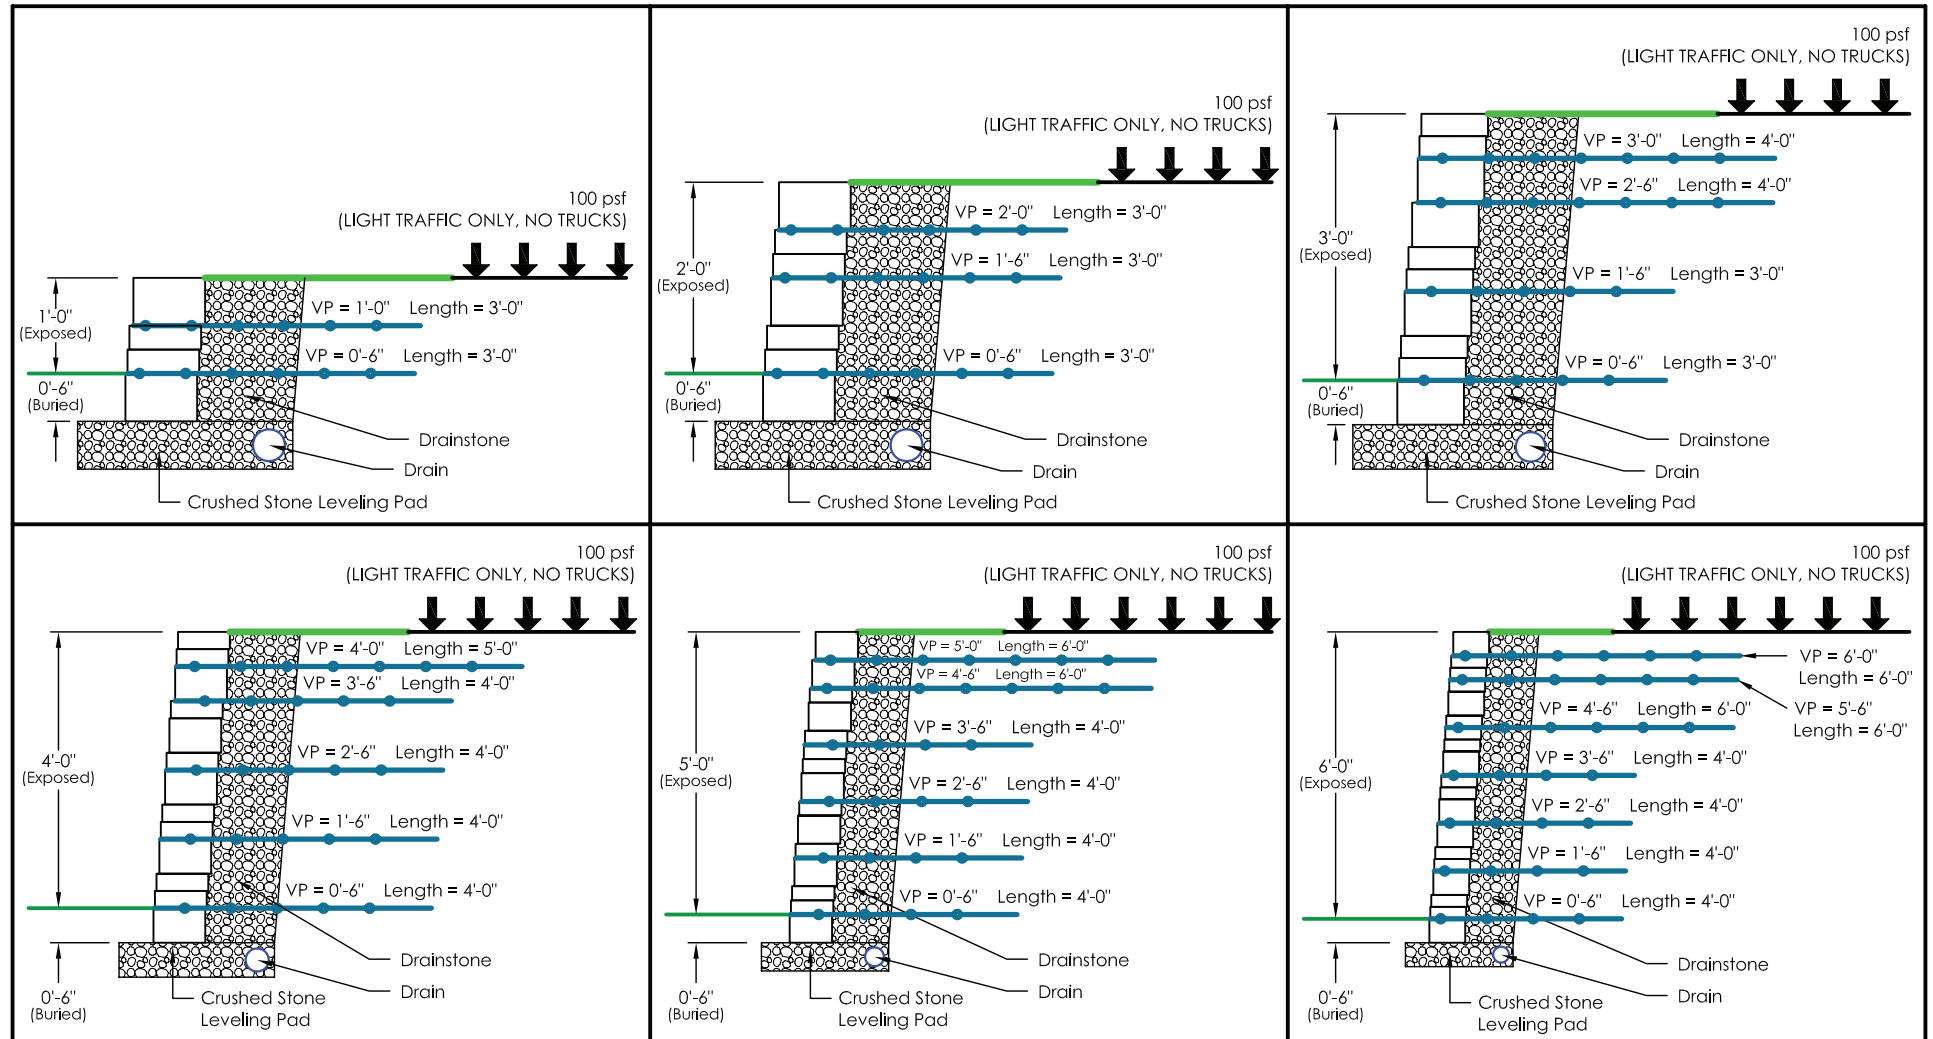 100 psf
(LIGHT TRAFFIC ONLY, NO TRUCKS)
1'-0"
(Exposed)
VP = 1'-0" Length = 3'-0"
VP = 0'-6" Length = 3'-0"
0'-6"
(Buried)
Drainstone
Drain
Crushed Stone Leveling Pad
100 psf
(LIGHT TRAFFIC ONLY, NO TRUCKS)
VP = 2'-0" Length = 3'-0"
2'-0"
(Exposed)
VP = 1'-6" Length = 3'-0"
VP = 0'-6" Length = 3'-0"
0'-6"
(Buried)
Drainstone
Drain
Crushed Stone Leveling Pad
100 psf
(LIGHT TRAFFIC ONLY, NO TRUCKS)
VP = 3'-0" Length = 4'-0"
VP = 2'-6" Length = 4'-0"
3'-0"
(Exposed)
VP = 1'-6" Length = 3'-0"
VP = 0'-6" Length = 3'-0"
0'-6"
(Buried)
Drainstone
Drain
Crushed Stone Leveling Pad
100 psf
(LIGHT TRAFFIC ONLY, NO TRUCKS)
VP = 4'-0" Length = 5'-0"
VP = 3'-6" Length = 4'-0"
4'-0"
(Exposed)
VP = 2'-6" Length = 4'-0"
VP = 1'-6" Length = 4'-0"
VP = 0'-6" Length = 4'-0"
Drainstone
Drain
0'-6"
(Buried)
Crushed Stone
Leveling Pad
100 psf
(LIGHT TRAFFIC ONLY, NO TRUCKS)
VP = 5'-0" Length = 6'-0"
VP = 4'-6" Length = 6'-0"
VP = 3'-6" Length = 4'-0"
5'-0"
(Exposed)
VP = 2'-6" Length = 4'-0"
VP = 1'-6" Length = 4'-0"
VP = 0'-6" Length = 4'-0"
Drainstone
Drain
0'-6"
(Buried)
Crushed Stone
Leveling Pad
100 psf
(LIGHT TRAFFIC ONLY, NO TRUCKS)
VP = 6'-0"
Length = 6'-0"
VP = 5'-6"
Length = 6'-0"
VP = 4'-6" Length = 6'-0"
VP = 3'-6" Length = 4'-0"
6'-0"
(Exposed)
VP = 2'-6" Length = 4'-0"
VP = 1'-6" Length = 4'-0"
VP = 0'-6" Length = 4'-0"
Drainstone
Drain
0'-6"
(Buried)
Crushed Stone
Leveling Pad